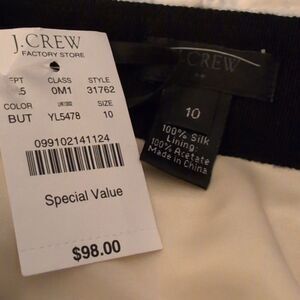 J.CREW
FACTORY STORE
PT CLASS STYLE
5 0M1 31762
COLOR SIZE
BUT YL5478 10
099102141124
Special Value
$98.00
J.CREW
10
100% Silk
Lining:
100% Acetate
Made in China